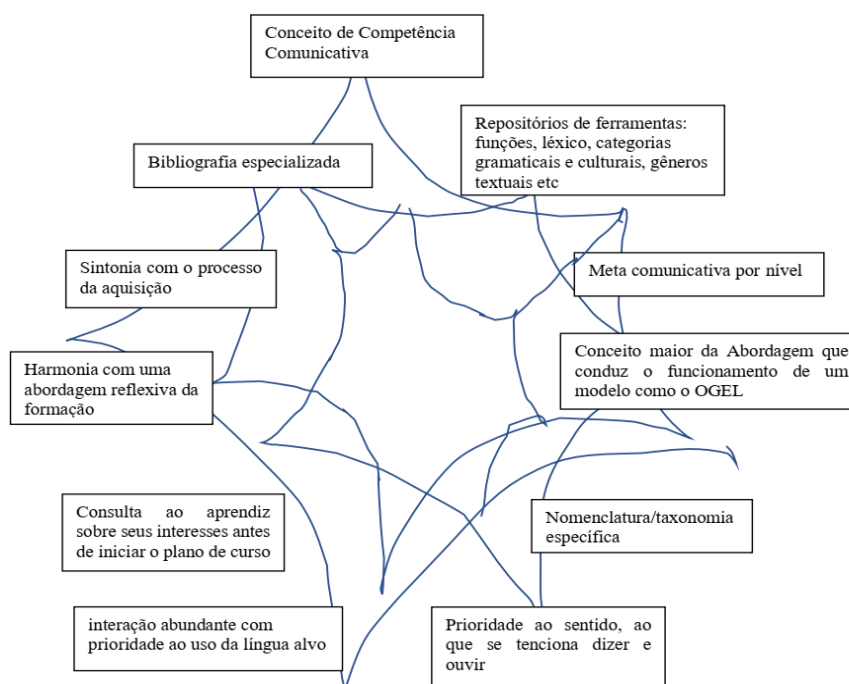 Conceito de Competência
Comunicativa
Repositórios de ferramentas:
funções, léxico, categorias
gramaticais e culturais, gêneros
textuais etc
Bibliografia especializada
Sintonia com o processo
da aquisição
Meta comunicativa por nível
Harmonia com uma
abordagem reflexiva da
formação
Conceito maior da Abordagem que
conduz o funcionamento de um
modelo como o OGEL
Consulta ao aprendiz
sobre seus interesses antes
de iniciar o plano de curso
Nomenclatura/taxonomia
específica
interação abundante com
prioridade ao uso da língua alvo
Prioridade ao sentido, ao
que se tenciona dizer e
ouvir